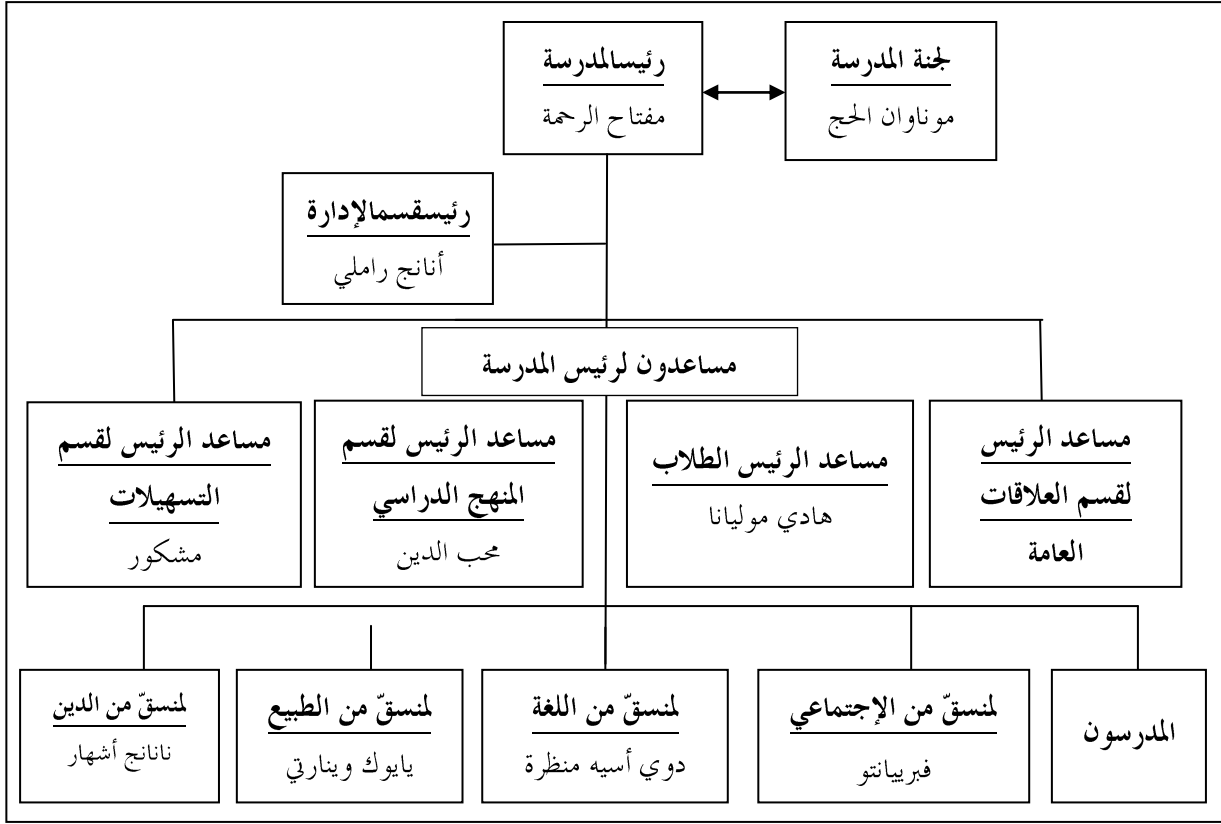 لجنة المدرسة
موناوان الحج
رئيسالمدرسة
مفتاح الرحمة
رئيسقسمالإدارة
أنانج راملي
مساعدون لرئيس المدرسة
مساعد الرئيس
لقسم العلاقات
العامة
مساعد الرئيس الطلاب
هادي موليانا
مساعد الرئيس لقسم
المنهج الدراسي
محب الدين
مساعد الرئيس لقسم
التسهيلات
مشكور
المدرسون
لمنسقّ من الإجتماعي
فبرييانتو
لمنسقّ من اللغة
دوي أسيه منظرة
لمنسقّ من الطبيع
يايوك وينارتي
لمنسقّ من الدين
نانانج أشهار